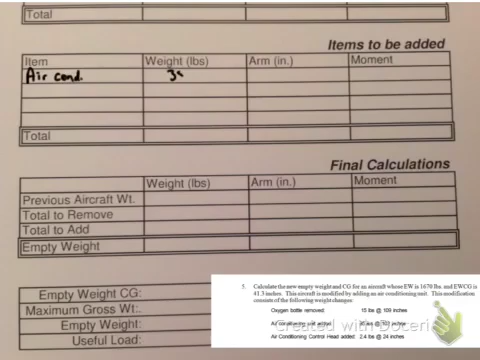 Total
Items to be added
Item Weight (lbs) Arm (in.) Moment
Air cond.
Total
Final Calculations
Weight (lbs) Arm (in.) Moment
Previous Aircraft Wt.
Total to Remove
Total to Add
Empty Weight
Empty Weight CG:
Maximum Gross Wt:.
Empty Weight:
Useful Load:
5. Calculate the new empty weight and CG for an aircraft whose EW is 1670 lbs. and EWCG is
41.3 inches. This aircraft is modified by adding an air conditioning unit. This modification
consists of the following weight changes:
Oxygen bottle removed: 15 lbs @ 109 inches
Air conditioning unit added:
Air Conditioning Control Head added: 2.4 lbs @ 24 inches
created with Doceri